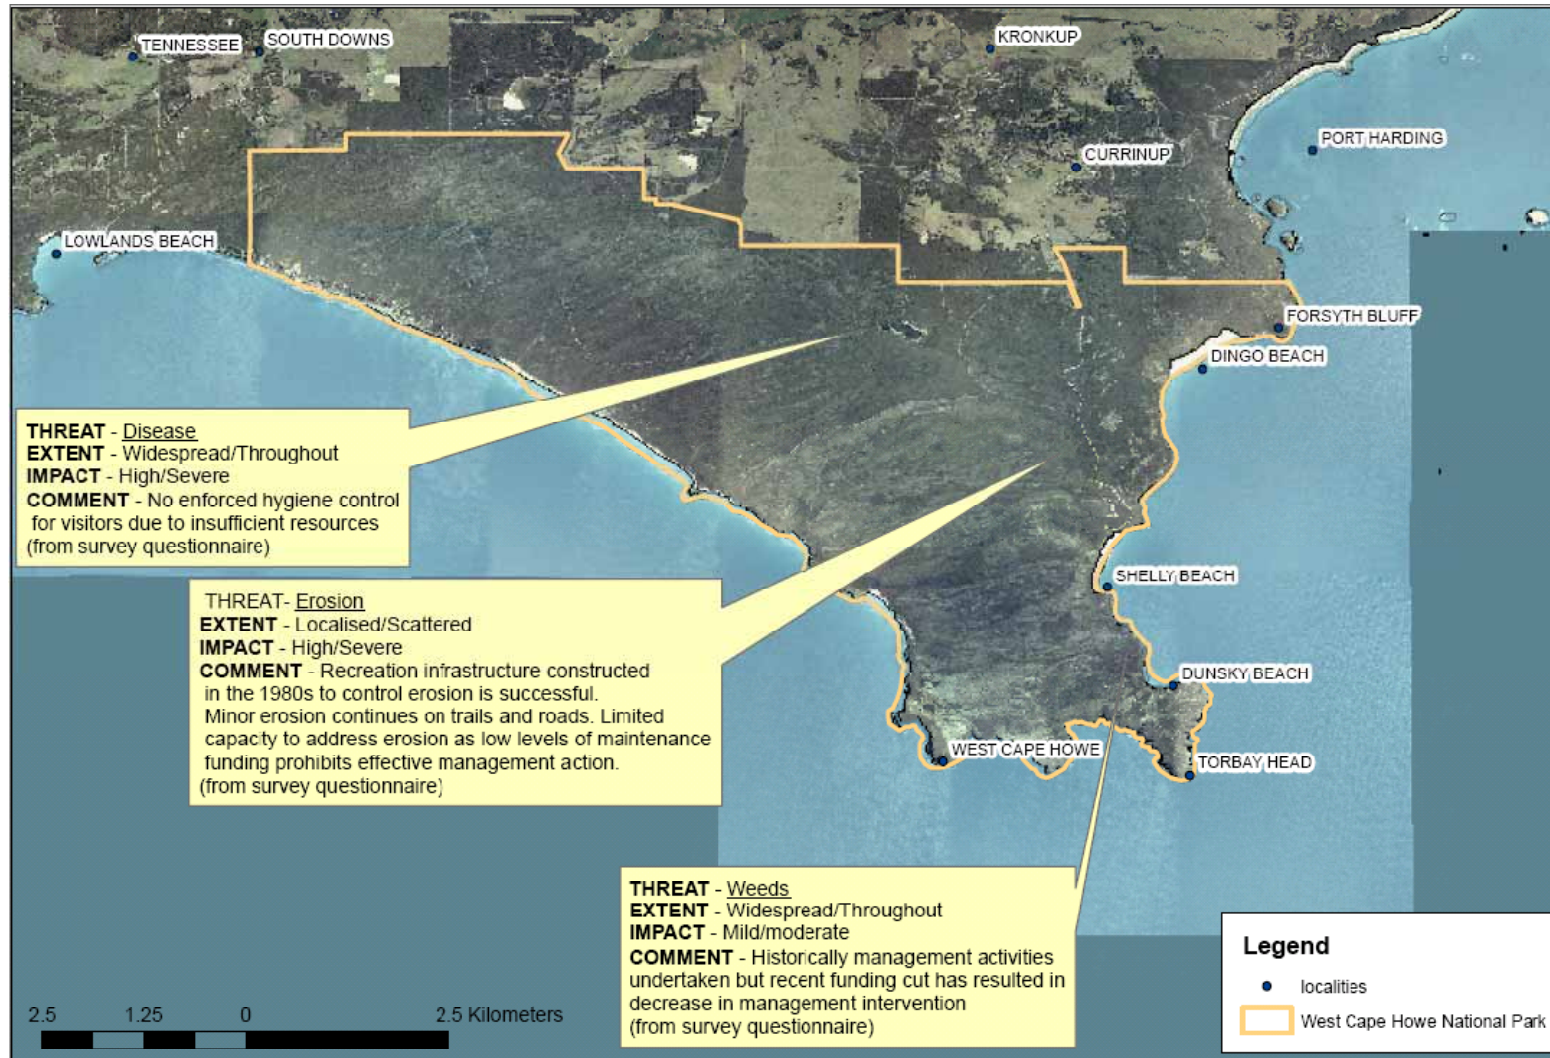 TENNESSEE
SOUTH DOWNS
KRONKUP
PORT HARDING
CURRINUP
LOWLANDS BEACH
FORSYTH BLUFF
DINGO BEACH
THREAT - Disease
EXTENT - Widespread/Throughout
IMPACT - High/Severe
COMMENT - No enforced hygiene control
for visitors due to insufficient resources
(from survey questionnaire)
SHELLY BEACH
THREAT- Erosion
EXTENT - Localised/Scattered
IMPACT - High/Severe
COMMENT - Recreation infrastructure constructed
in the 1980s to control erosion is successful.
Minor erosion continues on trails and roads. Limited
capacity to address erosion as low levels of maintenance
funding prohibits effective management action.
(from survey questionnaire)
DUNSKY BEACH
WEST CAPE HOWE
TORBAY HEAD
THREAT - Weeds
EXTENT - Widespread/Throughout
IMPACT - Mild/moderate
COMMENT - Historically management activities
undertaken but recent funding cut has resulted in
decrease in management intervention
(from survey questionnaire)
Legend
localities
West Cape Howe National Park
2.5 1.25 0 2.5 Kilometers